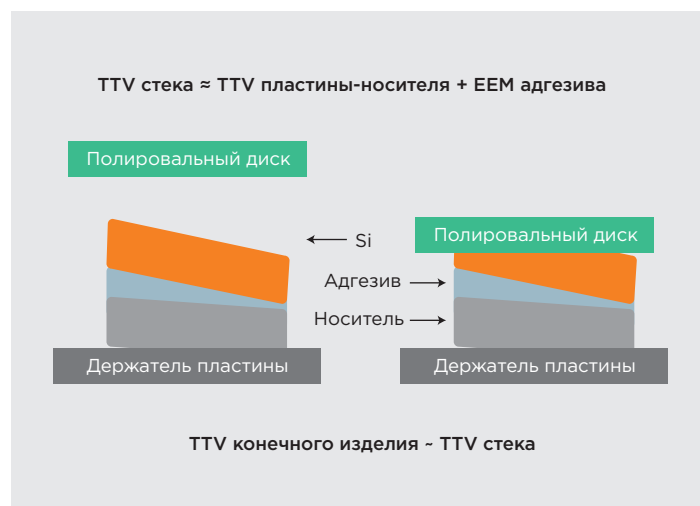 TTV стека ≈ TTV пластины-носителя + EEM адгезива
Полировальный диск
Полировальный диск
Si
Адгезив
Носитель
Держатель пластины
Держатель пластины
TTV конечного изделия ~ TTV стека